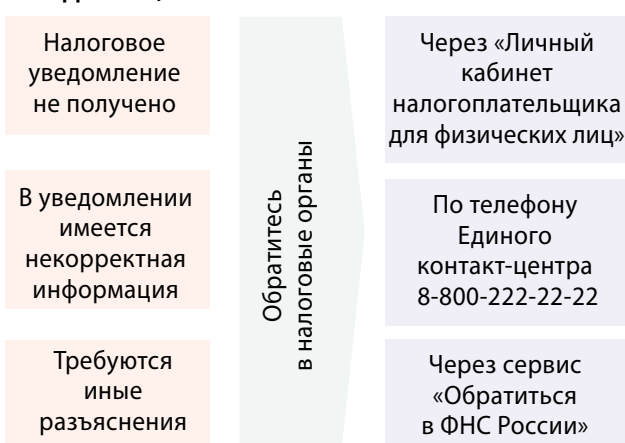 Налоговое
уведомление
не получено
В уведомлении
имеется
некорректная
информация
Требуются
иные
разъяснения
Обратитесь
в налоговые органы
Через «Личный
кабинет
налогоплательщика
для физических лиц»
По телефону
Единого
контакт-центра
8-800-222-22-22
Через сервис
«Обратиться
в ФНС России»